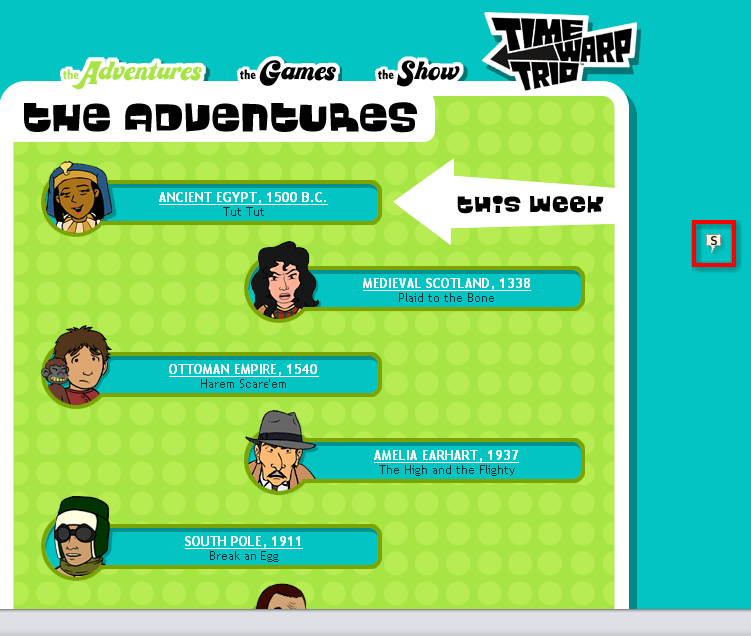 TIME
WARP
TRIO
the Adventures
the Games
the Show
the Adventures
ANCIENT EGYPT, 1500 B.C.
Tut Tut
this week
S
MEDIEVAL SCOTLAND, 1338
Plaid to the Bone
OTTOMAN EMPIRE, 1540
Harem Scare'em
AMELIA EARHART, 1937
The High and the Flighty
SOUTH POLE, 1911
Break an Egg